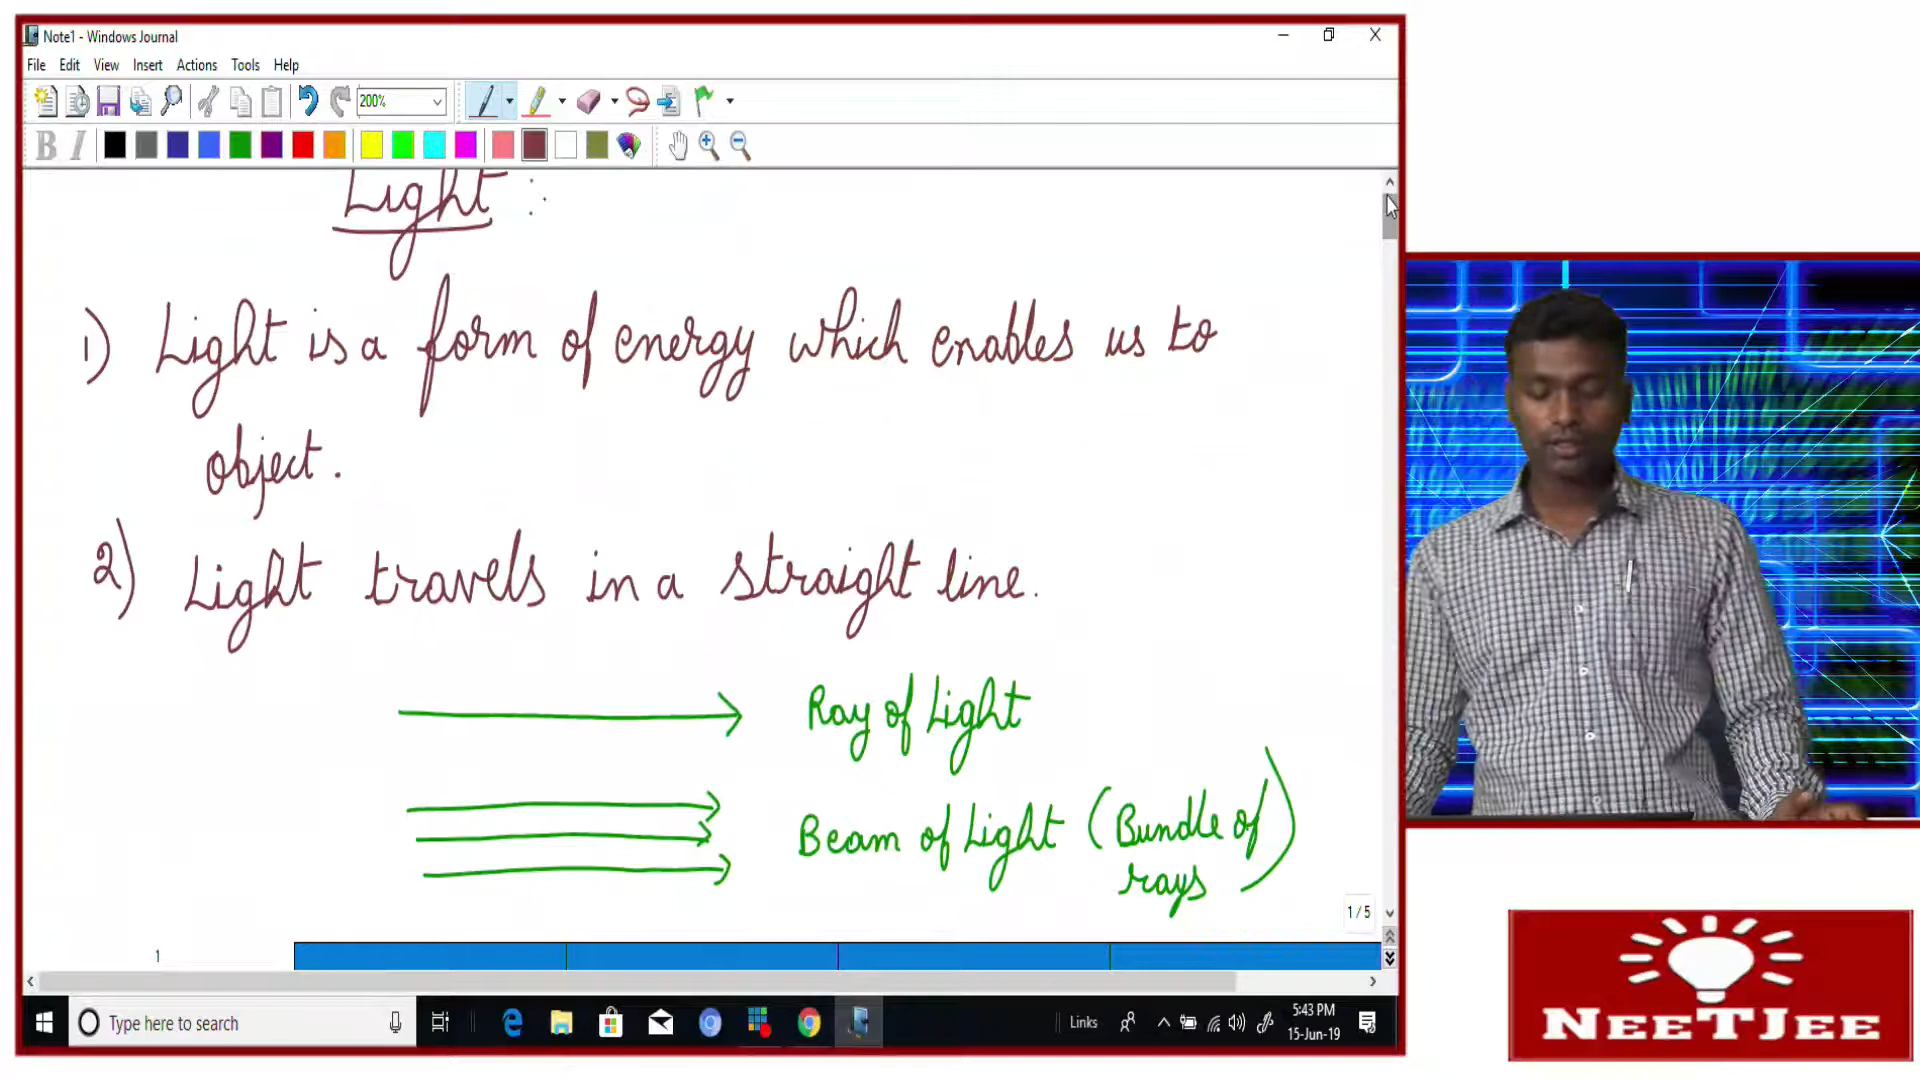 Note1 - Windows Journal
File Edit View Insert Actions Tools Help
200%
B I
Light :
1) Light is a form of energy which enables us to
object.
2) Light travels in a straight line.
Ray of Light
Beam of Light (Bundle of
rays)
1 / 5
1
Type here to search
Links
5:43 PM
15-Jun-19
NEETJEE